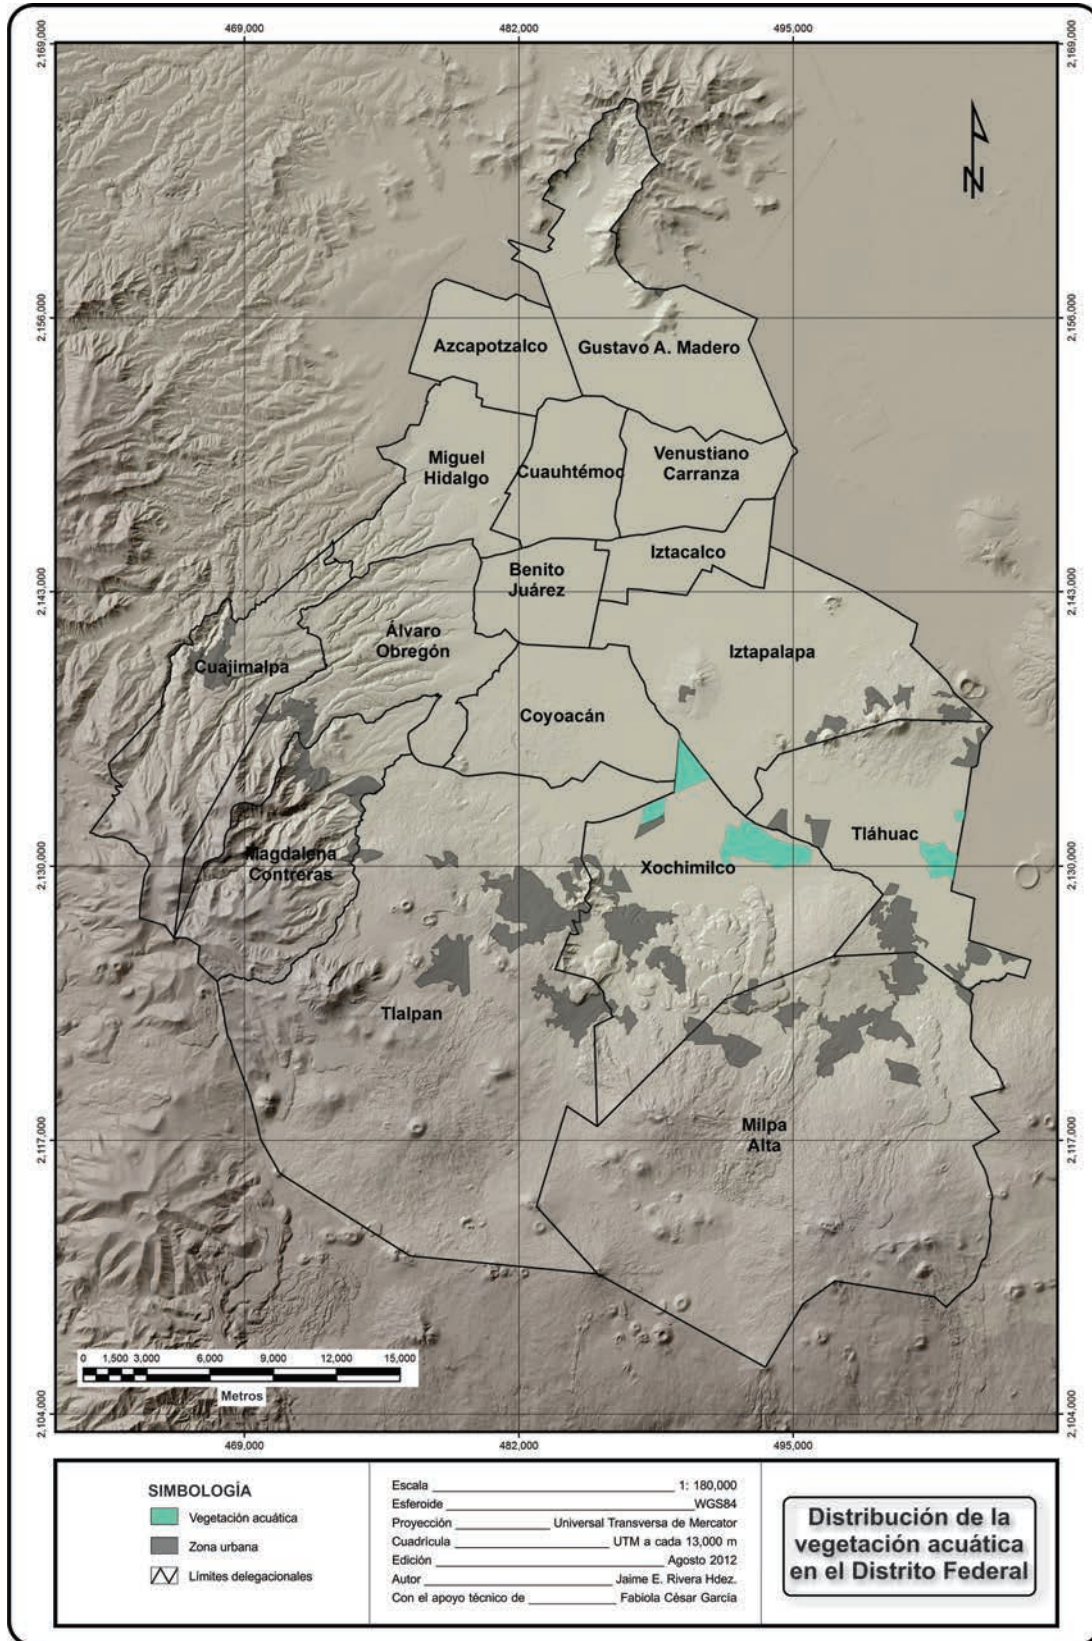 469,000
482,000
495,000
2,169,000
2,169,000
2,156,000
2,156,000
Azcapotzalco
Gustavo A. Madero
Miguel
Hidalgo
Cuauhtémoc
Venustiano
Carranza
Iztacalco
Benito
Juárez
2,143,000
2,143,000
Álvaro
Obregón
Cuajimalpa
Iztapalapa
Coyoacán
Tláhuac
Magdalena
Contreras
Xochimilco
2,130,000
2,130,000
Tlalpan
Milpa
Alta
2,117,000
2,117,000
0 1,500 3,000 6,000 9,000 12,000 15,000
Metros
2,104,000
2,104,000
469,000
482,000
495,000
N
SIMBOLOGÍA
Vegetación acuática
Zona urbana
Límites delegacionales
Escala 1: 180,000
Esferoide WGS84
Proyección Universal Transversa de Mercator
Cuadrícula UTM a cada 13,000 m
Edición Agosto 2012
Autor Jaime E. Rivera Hdez.
Con el apoyo técnico de Fabiola César García
Distribución de la
vegetación acuática
en el Distrito Federal